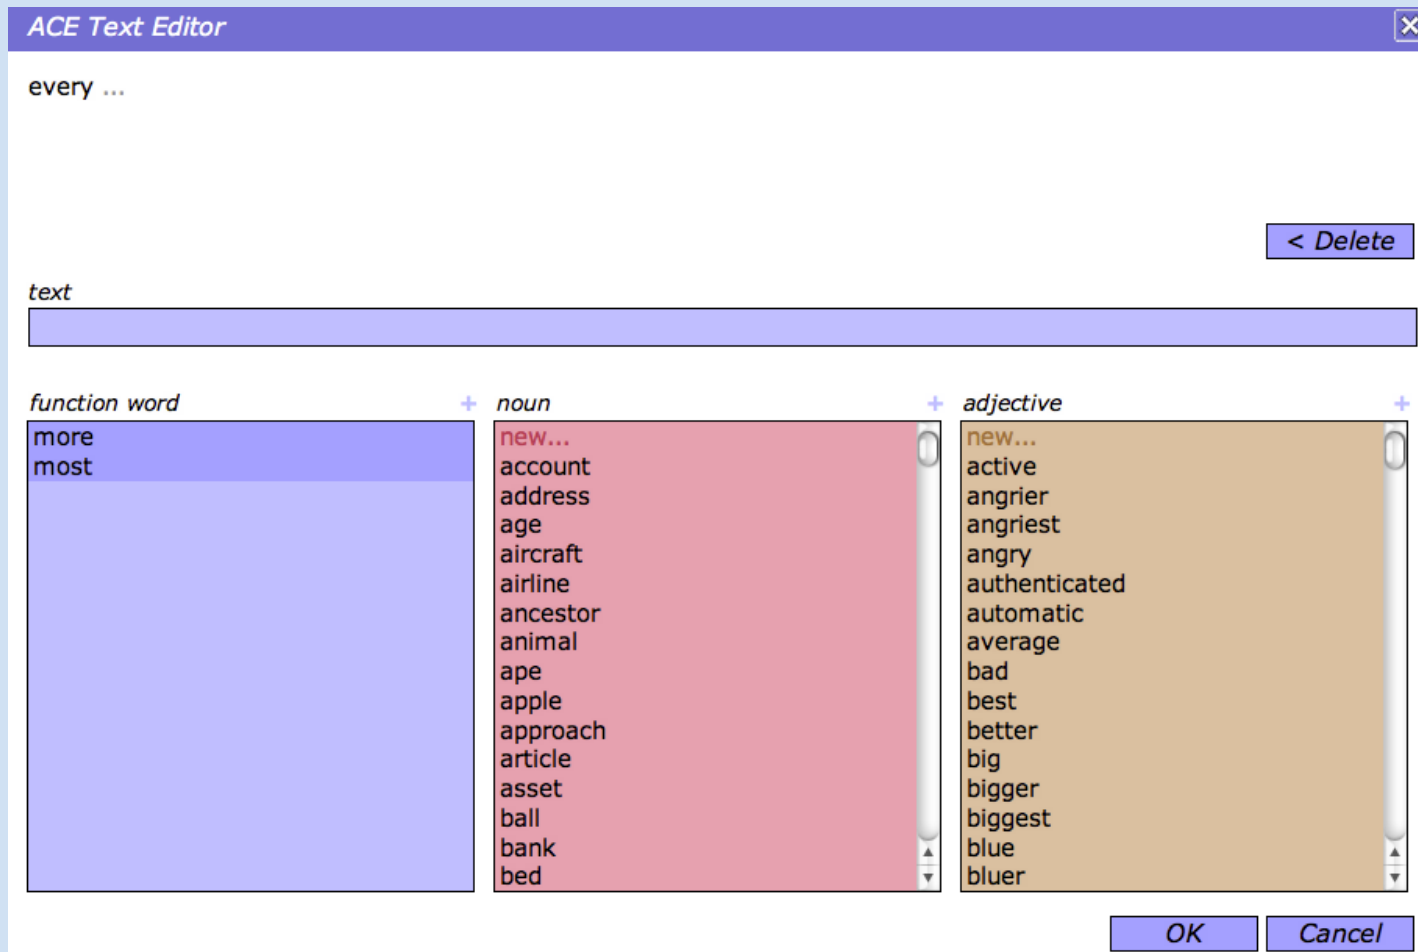 ACE Text Editor
every ...
< Delete
text
function word +
more
most
noun +
new...
account
address
age
aircraft
airline
ancestor
animal
ape
apple
approach
article
asset
ball
bank
bed
adjective +
new...
active
angrier
angriest
angry
authenticated
automatic
average
bad
best
better
big
bigger
biggest
blue
bluer
OK
Cancel